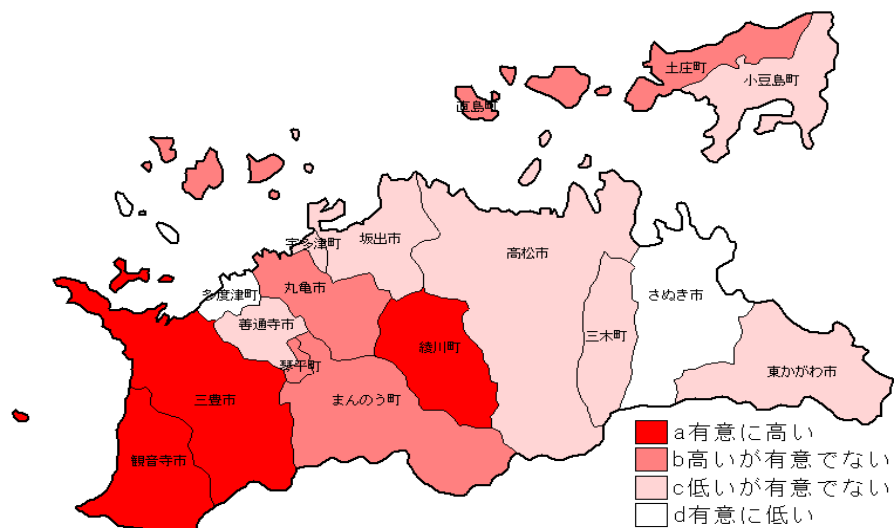 土庄町
小豆島町
直島町
坂出市
宇多津町
高松市
丸亀市
多度津町
さぬき市
善通寺市
三木町
綾川町
琴平町
東かがわ市
三豊市
まんのう町
観音寺市
a有意に高い
b高いが有意でない
c低いが有意でない
d有意に低い